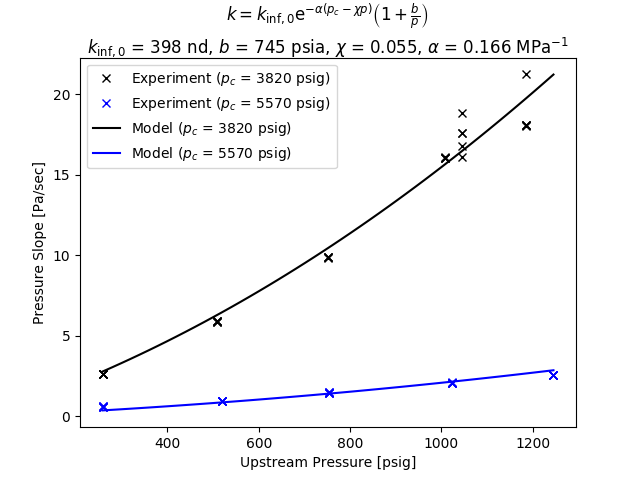 k = k_inf,0 e^−α(p_c − χp) (1 + b/p)
k_inf,0 = 398 nd, b = 745 psia, χ = 0.055, α = 0.166 MPa⁻¹
Experiment (p_c = 3820 psig)
Experiment (p_c = 5570 psig)
Model (p_c = 3820 psig)
Model (p_c = 5570 psig)
Pressure Slope [Pa/sec]
20
15
10
5
0
400 600 800 1000 1200
Upstream Pressure [psig]